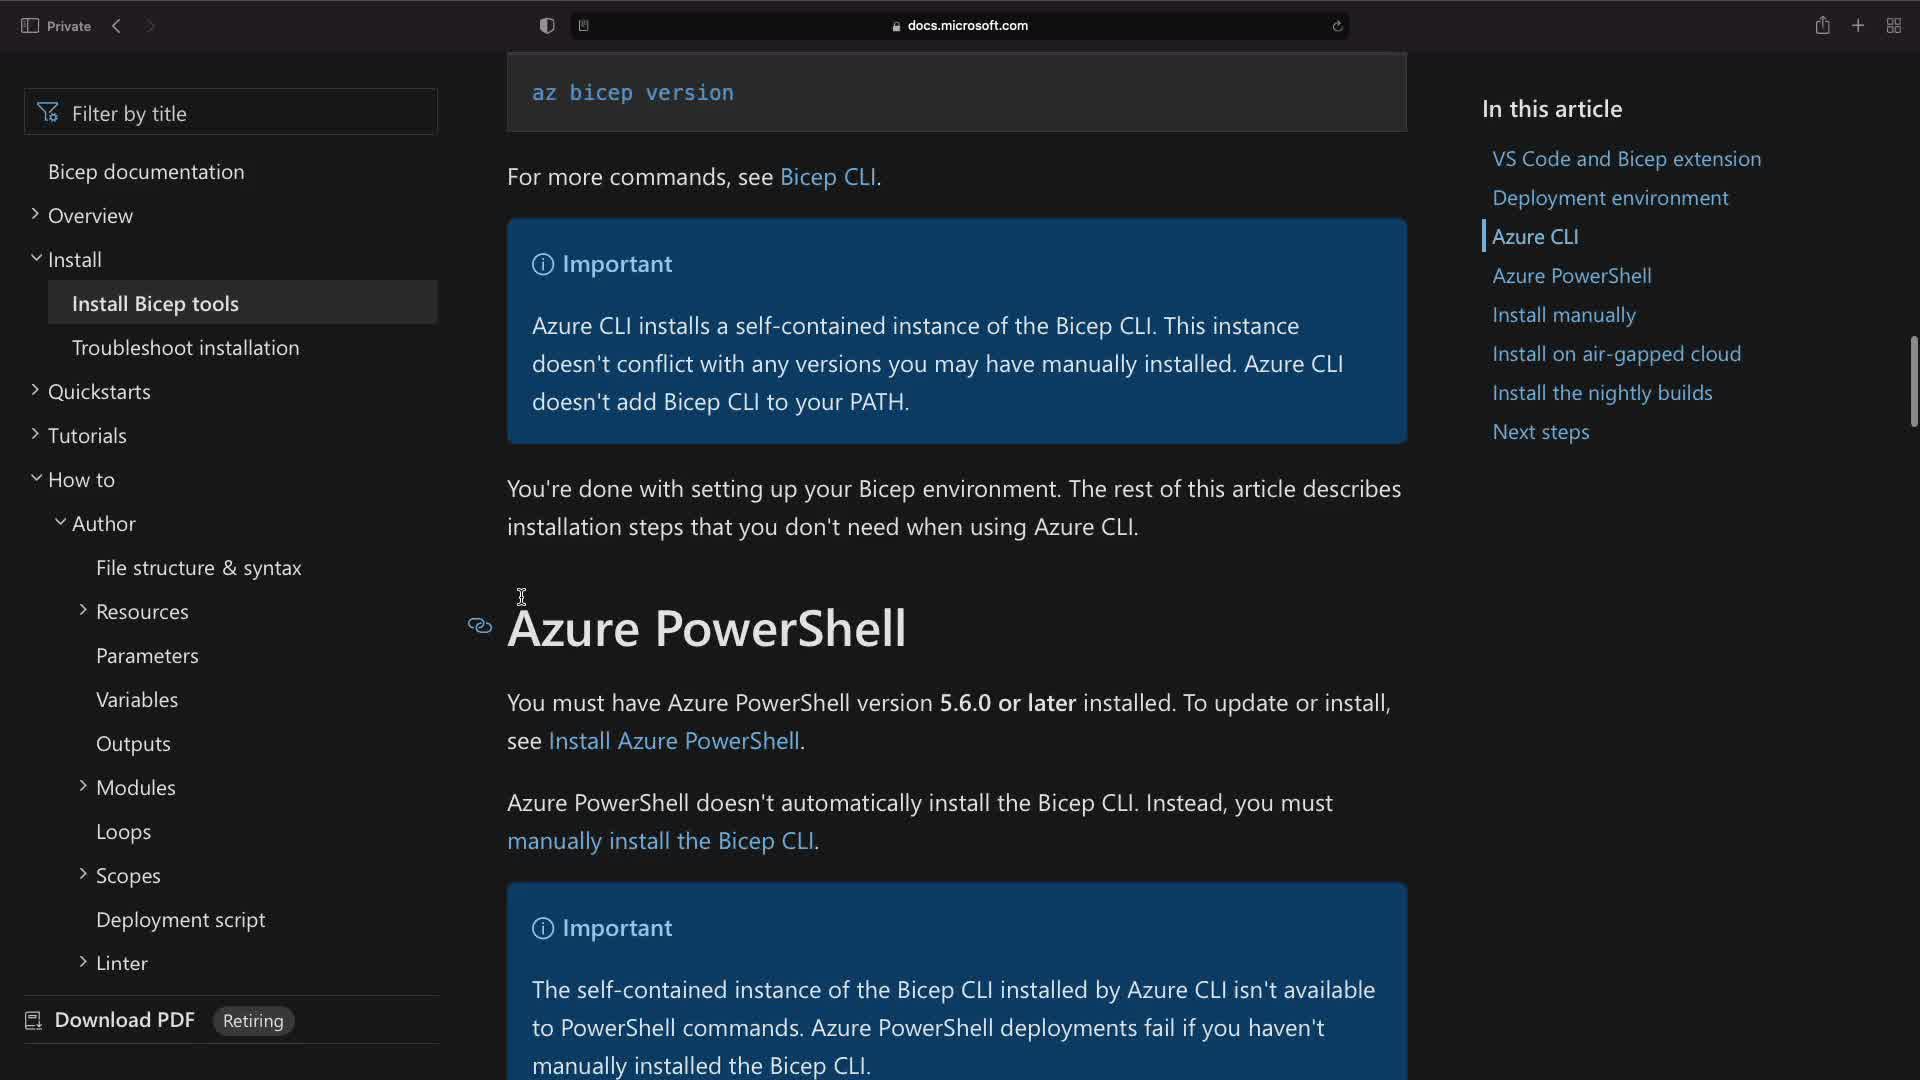 Private
docs.microsoft.com
Filter by title
Bicep documentation
Overview
Install
Install Bicep tools
Troubleshoot installation
Quickstarts
Tutorials
How to
Author
File structure & syntax
Resources
Parameters
Variables
Outputs
Modules
Loops
Scopes
Deployment script
Linter
Download PDF
Retiring
az bicep version
For more commands, see Bicep CLI.
Important
Azure CLI installs a self-contained instance of the Bicep CLI. This instance
doesn't conflict with any versions you may have manually installed. Azure CLI
doesn't add Bicep CLI to your PATH.
You're done with setting up your Bicep environment. The rest of this article describes
installation steps that you don't need when using Azure CLI.
Azure PowerShell
You must have Azure PowerShell version 5.6.0 or later installed. To update or install,
see Install Azure PowerShell.
Azure PowerShell doesn't automatically install the Bicep CLI. Instead, you must
manually install the Bicep CLI.
Important
The self-contained instance of the Bicep CLI installed by Azure CLI isn't available
to PowerShell commands. Azure PowerShell deployments fail if you haven't
manually installed the Bicep CLI.
In this article
VS Code and Bicep extension
Deployment environment
Azure CLI
Azure PowerShell
Install manually
Install on air-gapped cloud
Install the nightly builds
Next steps